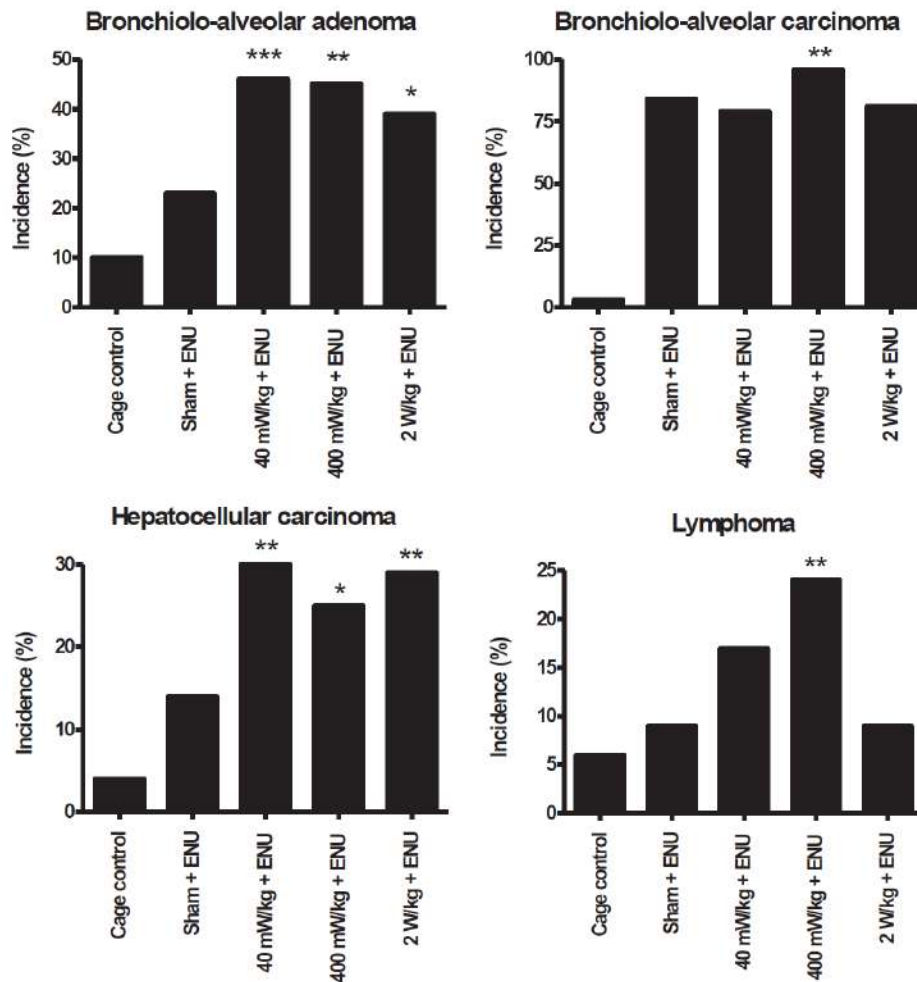 Bronchiolo-alveolar adenoma
Incidence (%)
50
40
30
20
10
0
***
**
*
Cage control
Sham + ENU
40 mW/kg + ENU
400 mW/kg + ENU
2 W/kg + ENU
Bronchiolo-alveolar carcinoma
Incidence (%)
100
75
50
25
0
**
Cage control
Sham + ENU
40 mW/kg + ENU
400 mW/kg + ENU
2 W/kg + ENU
Hepatocellular carcinoma
Incidence (%)
30
20
10
0
**
*
**
Cage control
Sham + ENU
40 mW/kg + ENU
400 mW/kg + ENU
2 W/kg + ENU
Lymphoma
Incidence (%)
25
20
15
10
5
0
**
Cage control
Sham + ENU
40 mW/kg + ENU
400 mW/kg + ENU
2 W/kg + ENU